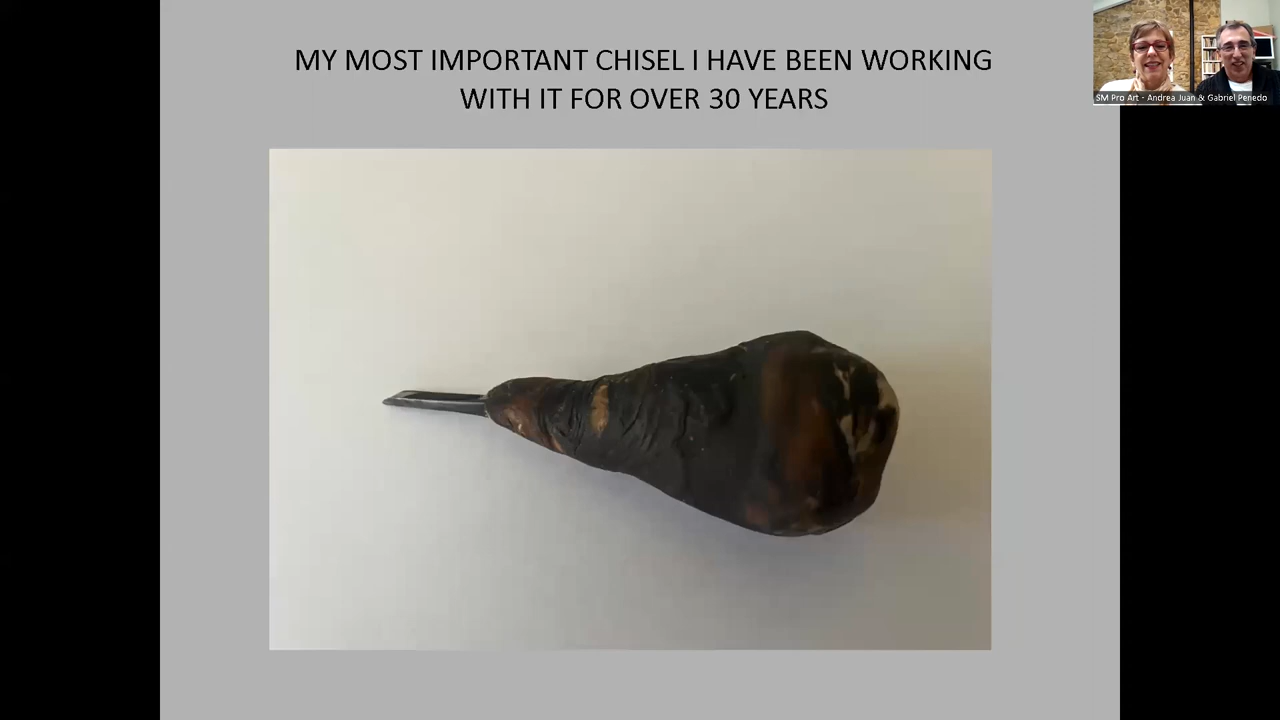 MY MOST IMPORTANT CHISEL I HAVE BEEN WORKING
WITH IT FOR OVER 30 YEARS
SM Pro Art - Andrea Juan & Gabriel Penedo